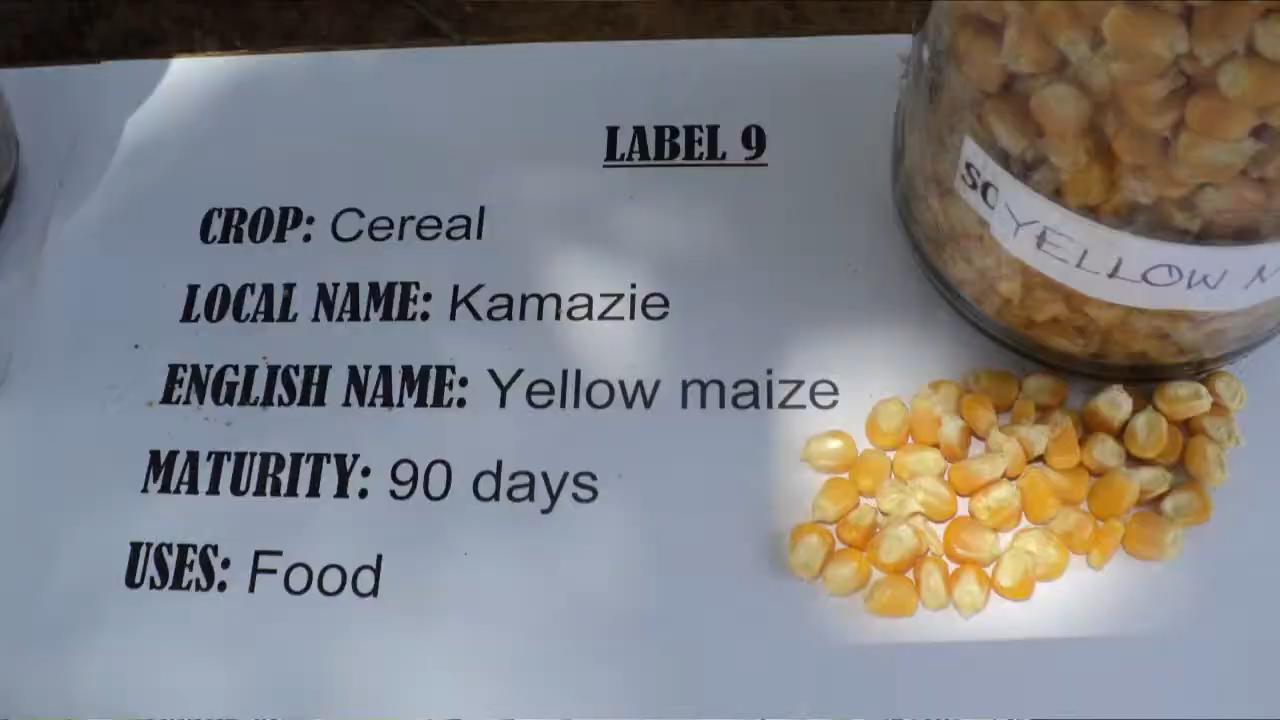 LABEL 9
CROP: Cereal
LOCAL NAME: Kamazie
ENGLISH NAME: Yellow maize
MATURITY: 90 days
USES: Food
YELLOW